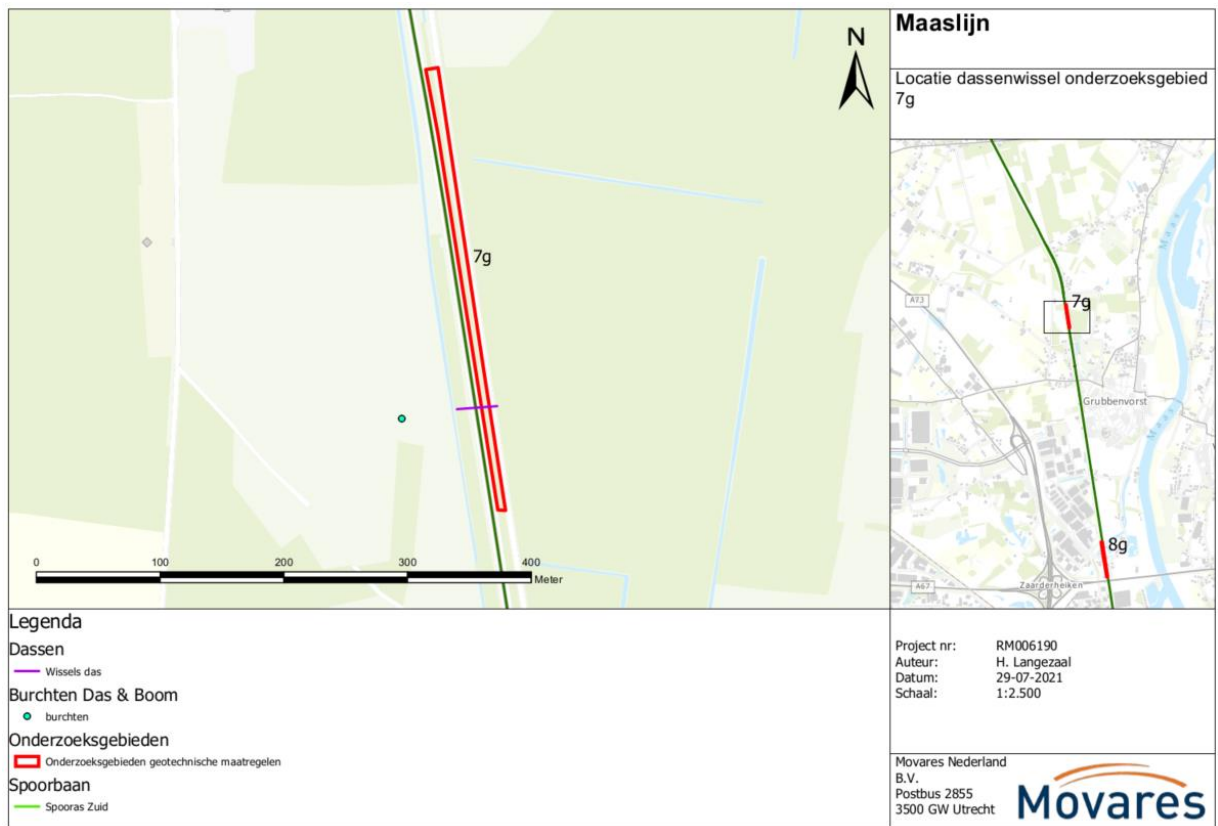 N
7g
0 100 200 300 400
Meter
Maaslijn
Locatie dassenwissel onderzoeksgebied
7g
A73
7g
Maas
Grubbenvorst
Maas
8g
Zaarderheiken
A67
Legenda
Dassen
Wissels das
Burchten Das & Boom
burchten
Onderzoeksgebieden
Onderzoeksgebieden geotechnische maatregelen
Spoorbaan
Spooras Zuid
Project nr: RM006190
Auteur: H. Langezaal
Datum: 29-07-2021
Schaal: 1:2.500
Movares Nederland
B.V.
Postbus 2855
3500 GW Utrecht
Movares